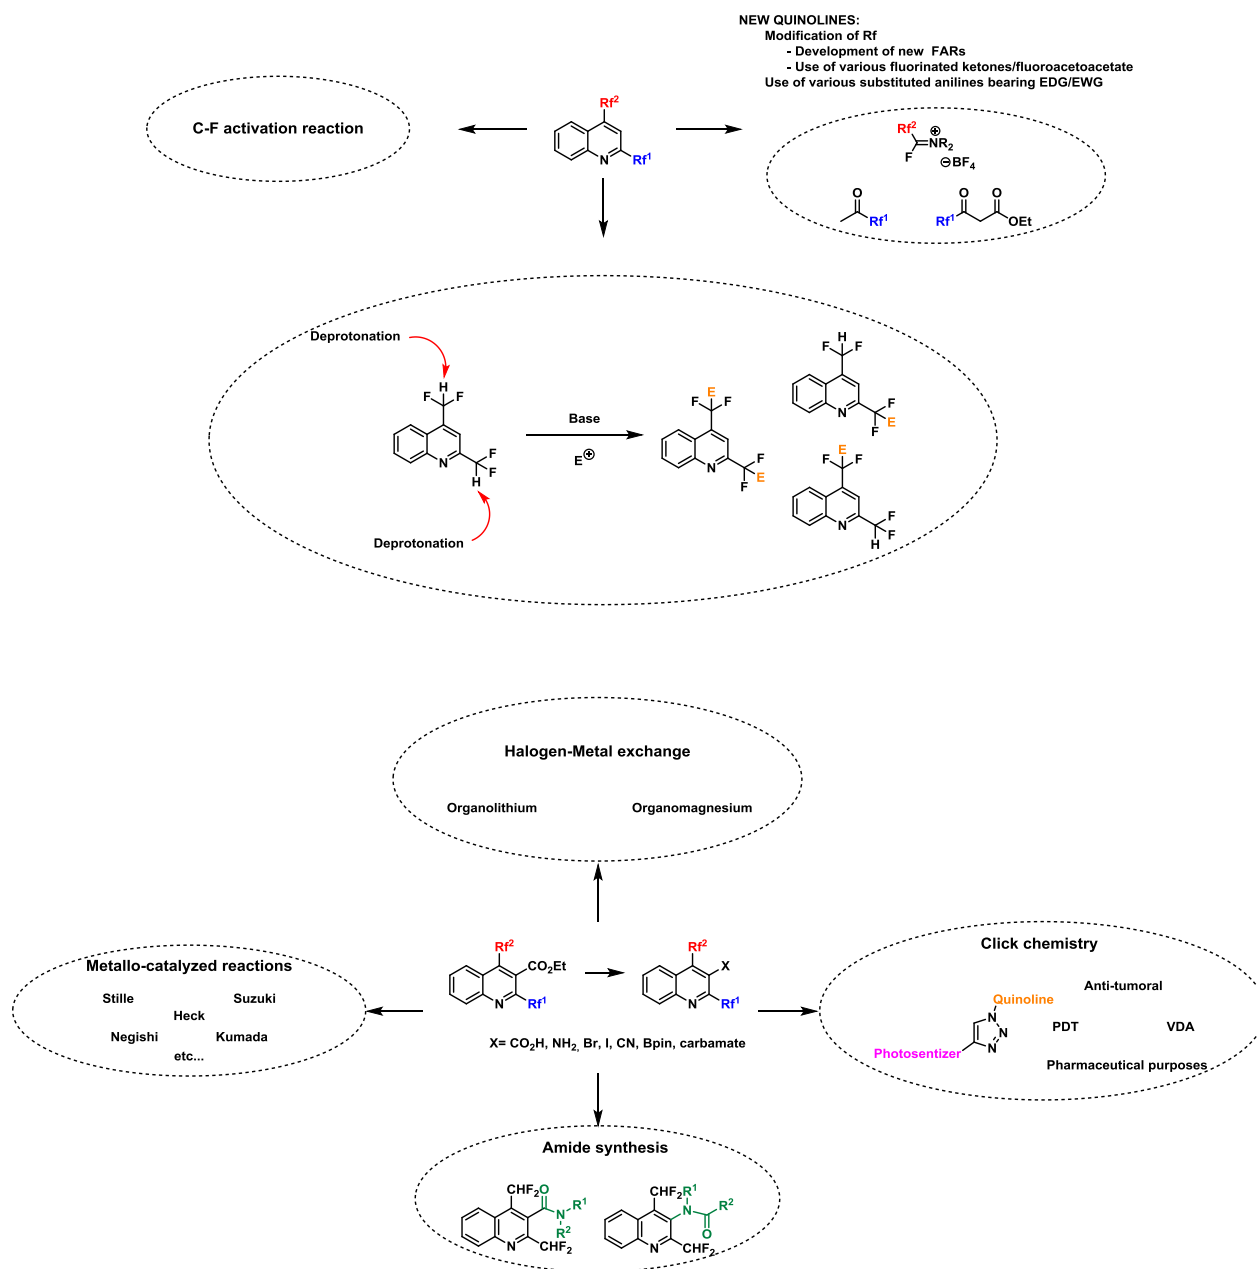 NEW QUINOLINES:
Modification of Rf
- Development of new FARs
- Use of various fluorinated ketones/fluoroacetoacetate
Use of various substituted anilines bearing EDG/EWG
C-F activation reaction
Rf²
N
Rf¹
Rf²
⊕
NR₂
F
⊖BF₄
O
Rf¹
O O
Rf¹
OEt
Deprotonation
H
F
F
N
F
F
H
Deprotonation
Base
E⊕
E
F F
N
F
E
F
H
F F
N
F
E
F
E
F F
N
F
F
H
Halogen-Metal exchange
Organolithium Organomagnesium
Metallo-catalyzed reactions
Stille Suzuki
Heck
Negishi Kumada
etc...
Rf²
CO₂Et
N
Rf¹
Rf²
X
N
Rf¹
X= CO₂H, NH₂, Br, I, CN, Bpin, carbamate
Click chemistry
Anti-tumoral
Quinoline
N
N
N
PDT VDA
Photosentizer
Pharmaceutical purposes
Amide synthesis
CHF₂
O
N
R¹
R²
N
CHF₂
CHF₂
R¹
N
R²
O
N
CHF₂